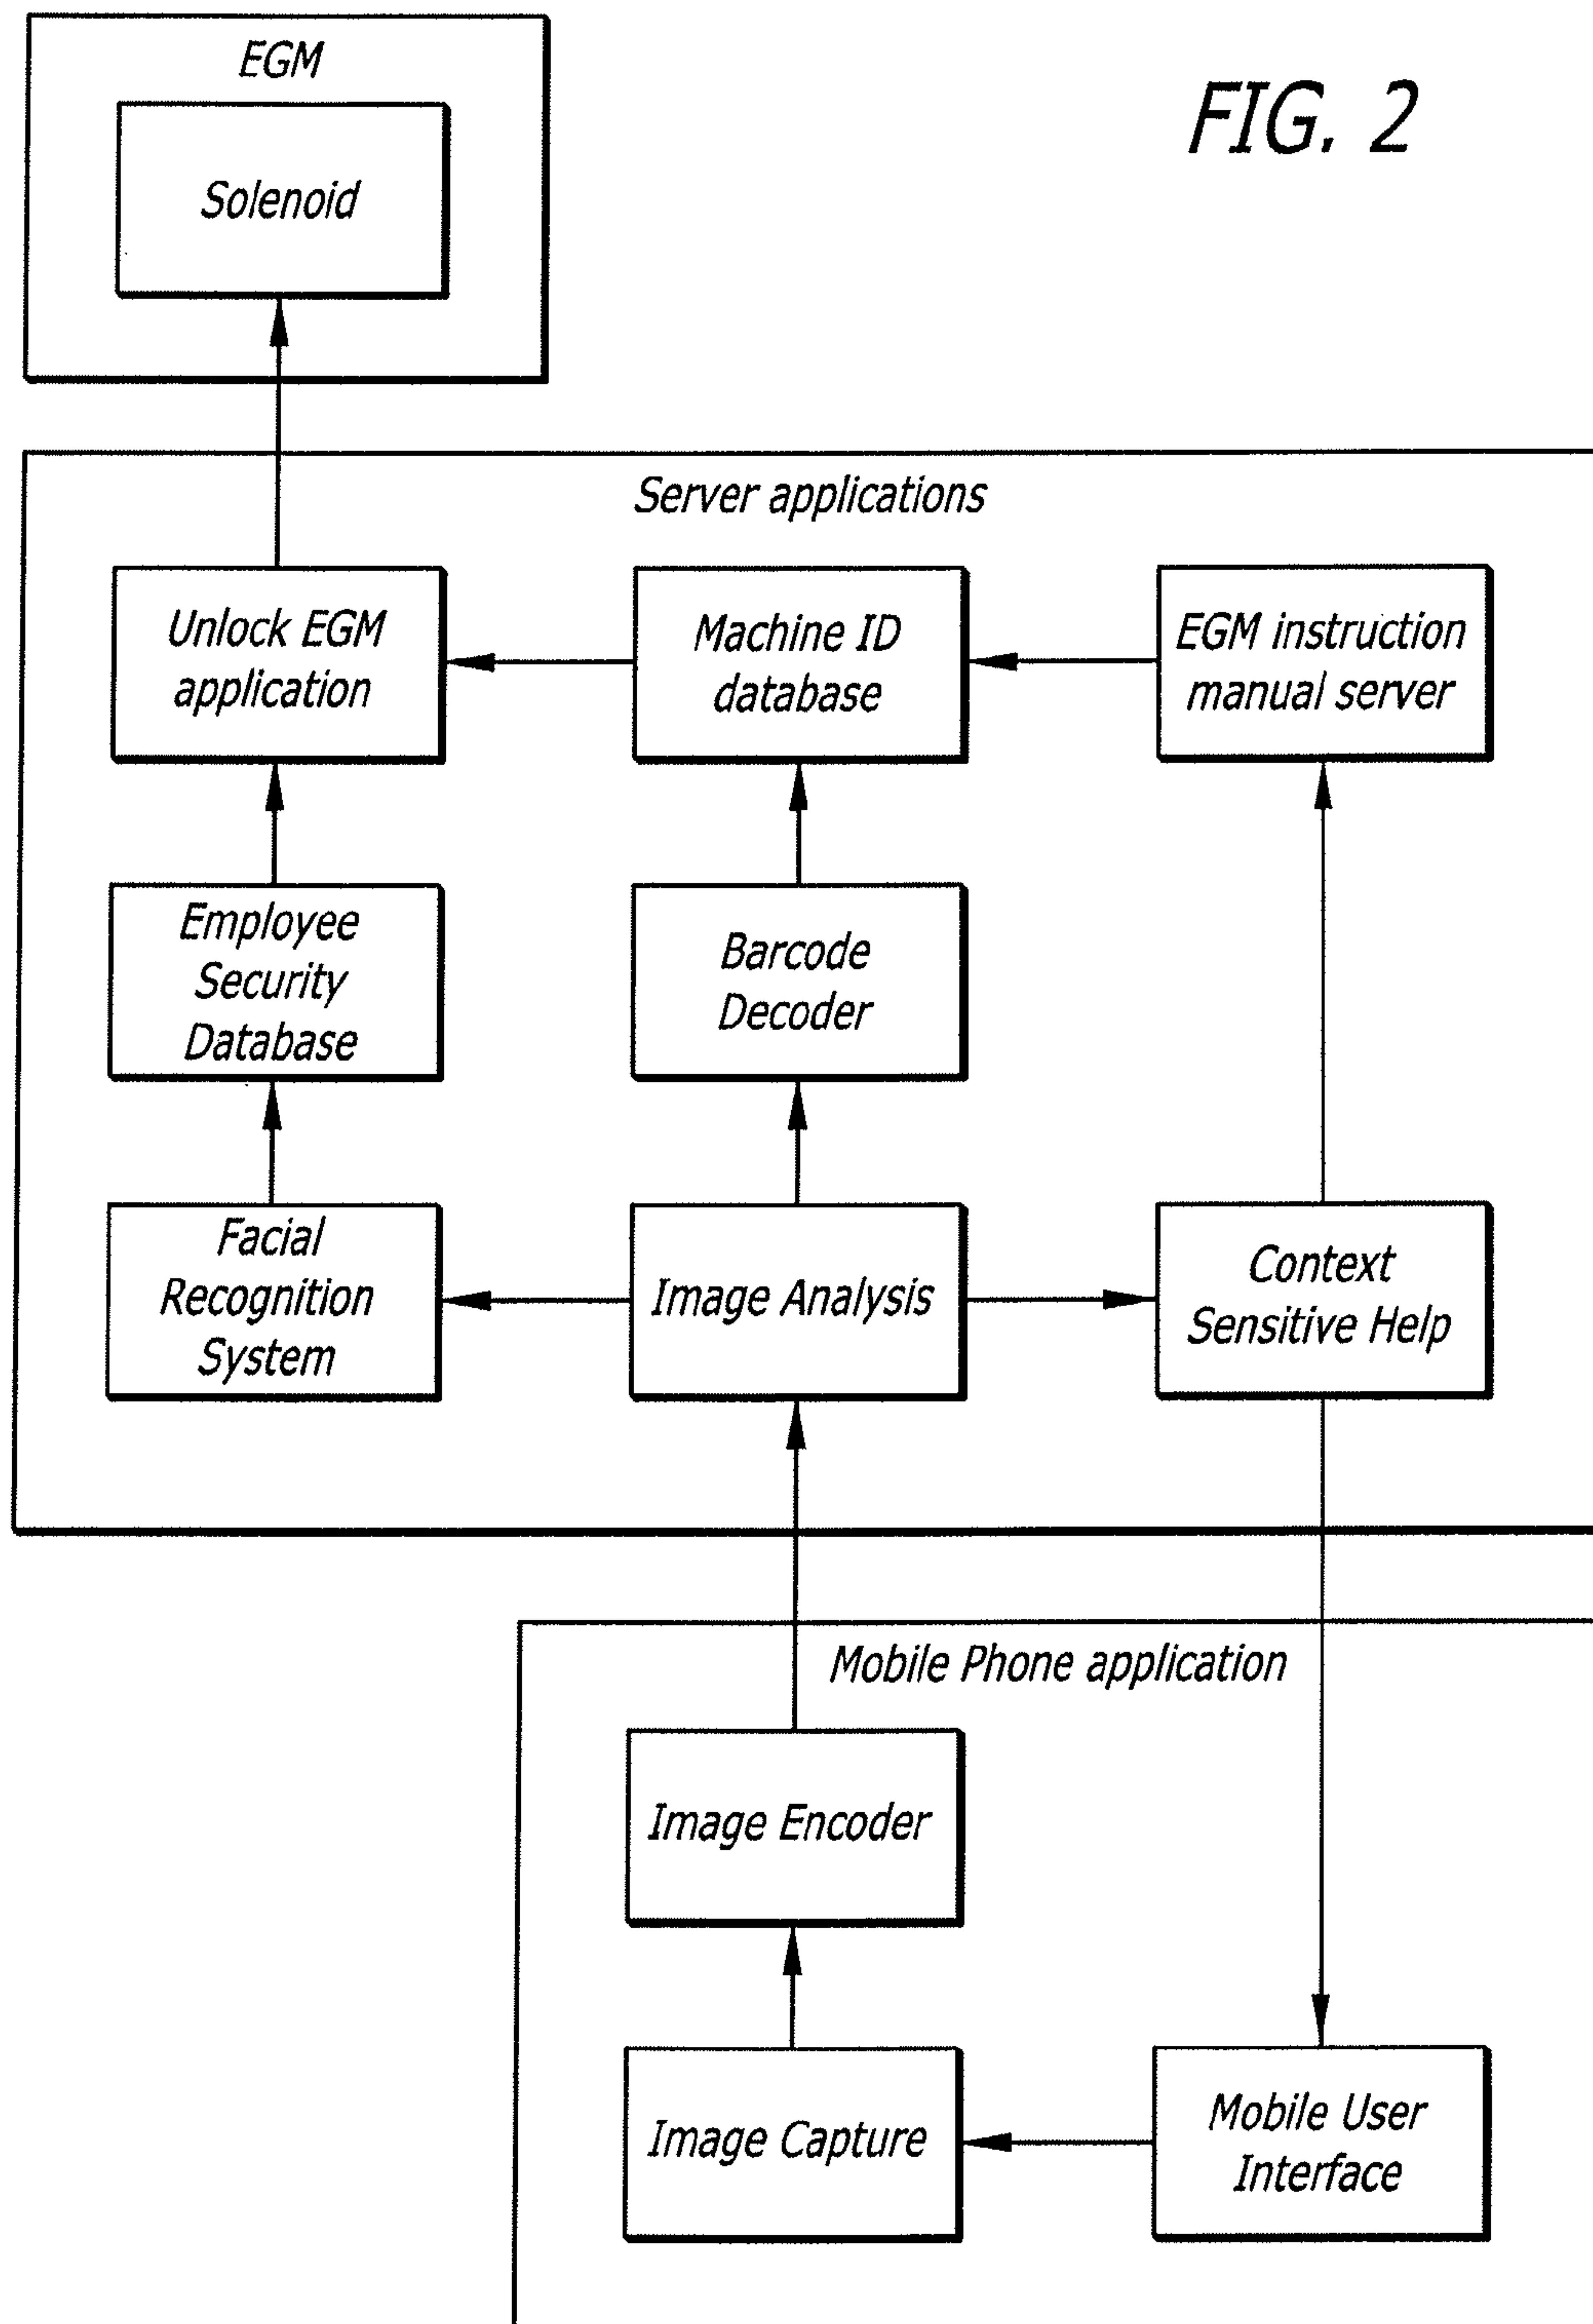 EGM
FIG. 2
Solenoid
Server applications
Unlock EGM
application
Machine ID
database
EGM instruction
manual server
Employee
Security
Database
Barcode
Decoder
Facial
Recognition
System
Image Analysis
Context
Sensitive Help
Mobile Phone application
Image Encoder
Image Capture
Mobile User
Interface